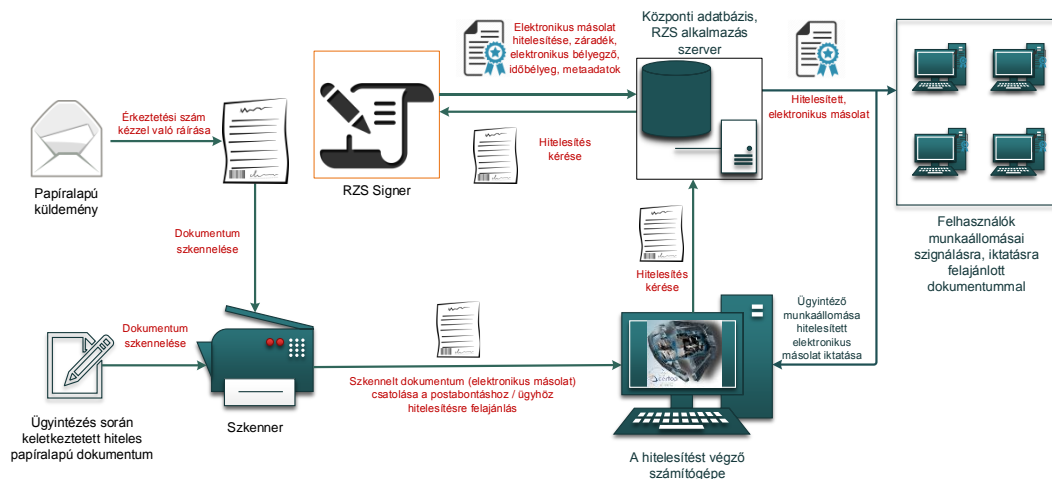 Elektronikus másolat
hitelesítése, záradék,
elektronikus bélyegző,
időbélyeg, metaadatok
Központi adatbázis,
RZS alkalmazás
szerver
Érkeztetési szám
kézzel való ráírása
Hitelesített,
elektronikus másolat
Hitelesítés
kérése
Papíralapú
küldemény
RZS Signer
Felhasználók
munkaállomásai
szignálásra, iktatásra
felajánlott
dokumentummal
Dokumentum
szkennelése
Hitelesítés
kérése
Ügyintéző
munkaállomása
hitelesített
elektronikus
másolat iktatása
Dokumentum
szkennelése
certop
Szkennelt dokumentum (elektronikus másolat)
csatolása a postabontáshoz / ügyhöz
hitelesítésre felajánlás
Ügyintézés során
keletkeztetett hiteles
papíralapú dokumentum
Szkenner
A hitelesítést végző
számítógépe